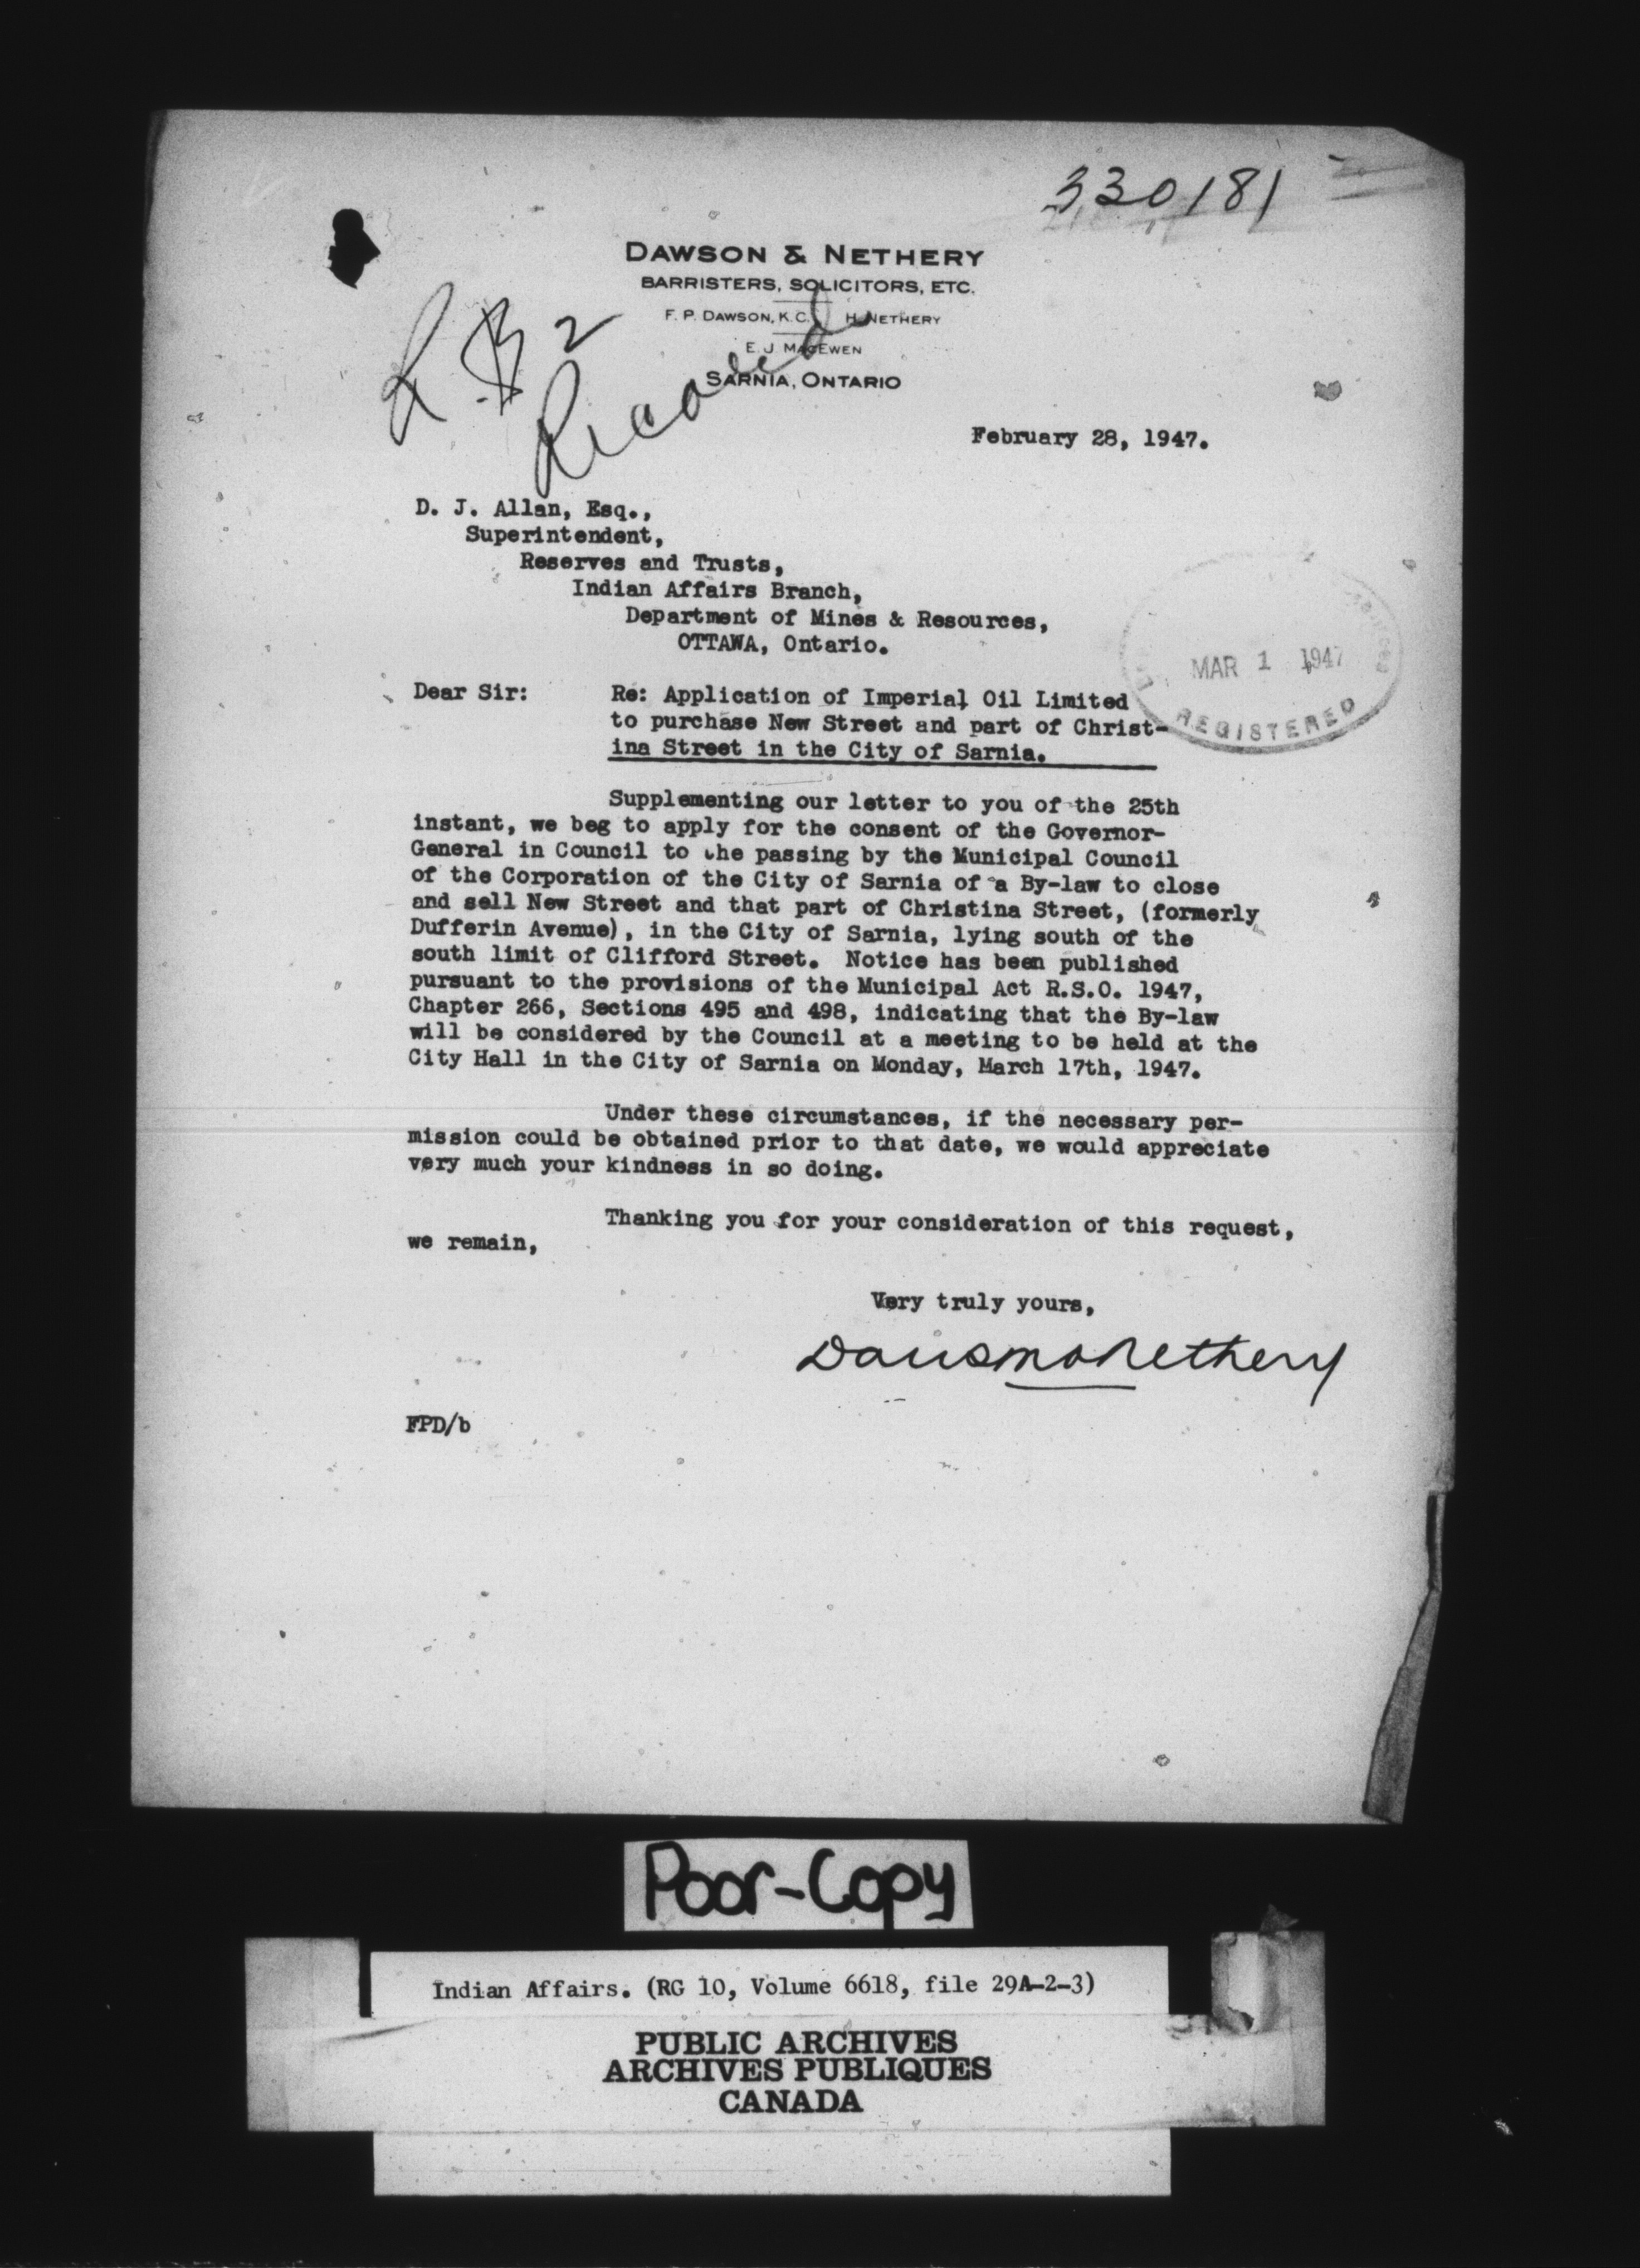 330181
DAWSON & NETHERY
BARRISTERS, SOLICITORS, ETC.
F. P. DAWSON, K.C. H. NETHERY
E. J MACEWEN
SARNIA, ONTARIO
B 2
Record
February 28, 1947.
D. J. Allan, Esq.,
Superintendent,
Reserves and Trusts,
Indian Affairs Branch,
Department of Mines & Resources,
OTTAWA, Ontario.
MAR 1 1947
REGISTERED
Dear Sir: Re: Application of Imperial Oil Limited
to purchase New Street and part of Christ-
ina Street in the City of Sarnia.
Supplementing our letter to you of the 25th
instant, we beg to apply for the consent of the Governor-
General in Council to the passing by the Municipal Council
of the Corporation of the City of Sarnia of a By-law to close
and sell New Street and that part of Christina Street, (formerly
Dufferin Avenue), in the City of Sarnia, lying south of the
south limit of Clifford Street. Notice has been published
pursuant to the provisions of the Municipal Act R.S.O. 1947,
Chapter 266, Sections 495 and 498, indicating that the By-law
will be considered by the Council at a meeting to be held at the
City Hall in the City of Sarnia on Monday, March 17th, 1947.
Under these circumstances, if the necessary per-
mission could be obtained prior to that date, we would appreciate
very much your kindness in so doing.
Thanking you for your consideration of this request,
we remain,
Very truly yours,
Dawson & Nethery
FPD/b
Poor-Copy
Indian Affairs. (RG 10, Volume 6618, file 29A-2-3)
PUBLIC ARCHIVES
ARCHIVES PUBLIQUES
CANADA